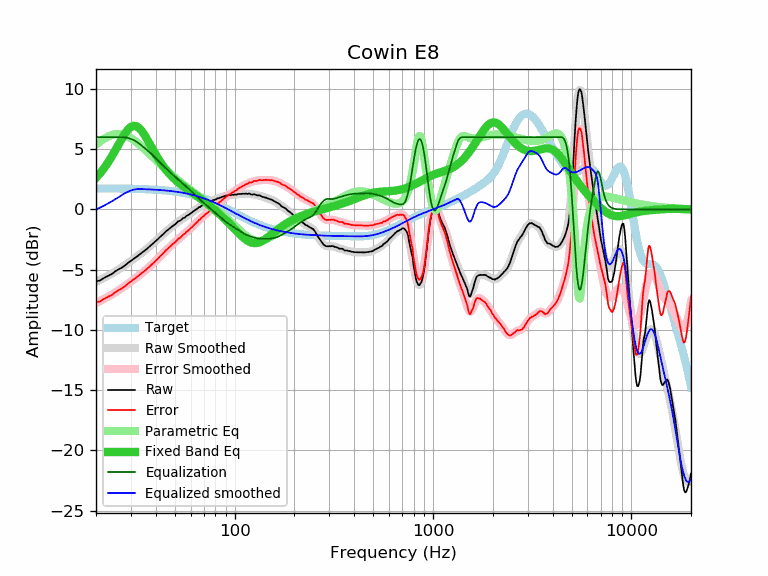 Cowin E8
10
5
0
−5
−10
−15
−20
−25
Amplitude (dBr)
Target
Raw Smoothed
Error Smoothed
Raw
Error
Parametric Eq
Fixed Band Eq
Equalization
Equalized smoothed
100 1000 10000
Frequency (Hz)